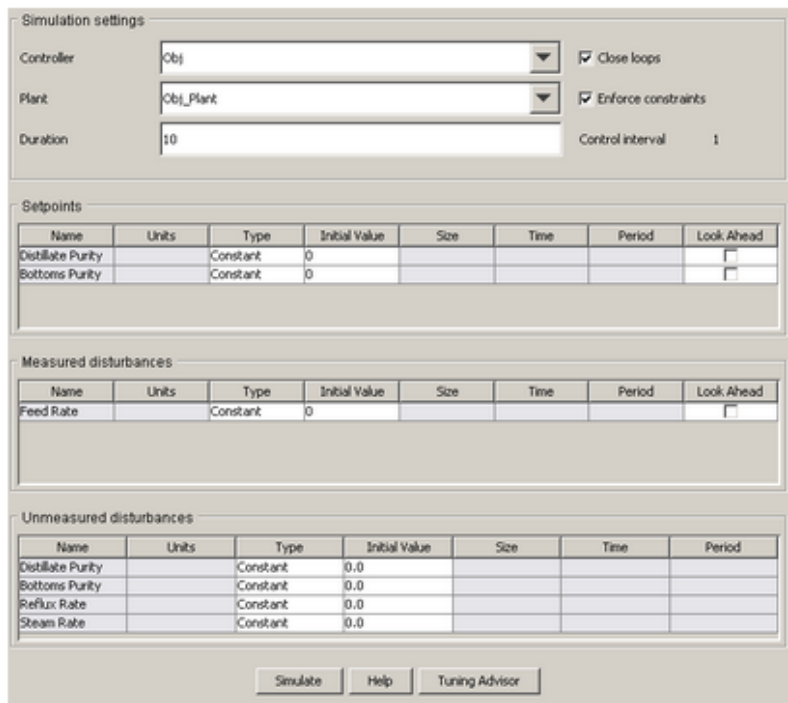 Simulation settings
Controller Obj Close loops
Plant Obj_Plant Enforce constraints
Duration 10 Control interval 1
Setpoints
Name Units Type Initial Value Size Time Period Look Ahead
Distillate Purity Constant 0
Bottoms Purity Constant 0
Measured disturbances
Name Units Type Initial Value Size Time Period Look Ahead
Feed Rate Constant 0
Unmeasured disturbances
Name Units Type Initial Value Size Time Period
Distillate Purity Constant 0.0
Bottoms Purity Constant 0.0
Reflux Rate Constant 0.0
Steam Rate Constant 0.0
Simulate Help Tuning Advisor